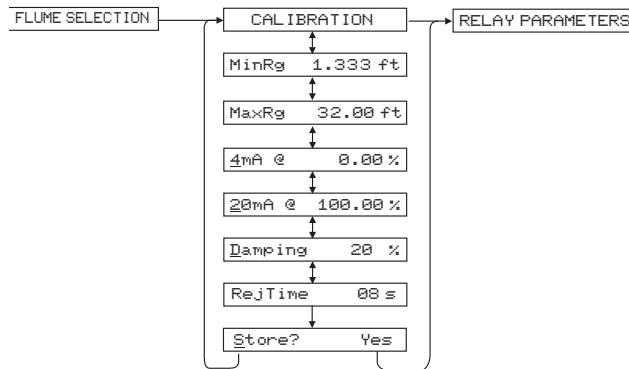 FLUME SELECTION
CALIBRATION
RELAY PARAMETERS
MinRg 1.333 ft
MaxRg 32.00 ft
4mA @ 0.00 %
20mA @ 100.00 %
Damping 20 %
RejTime 08 s
Store? Yes